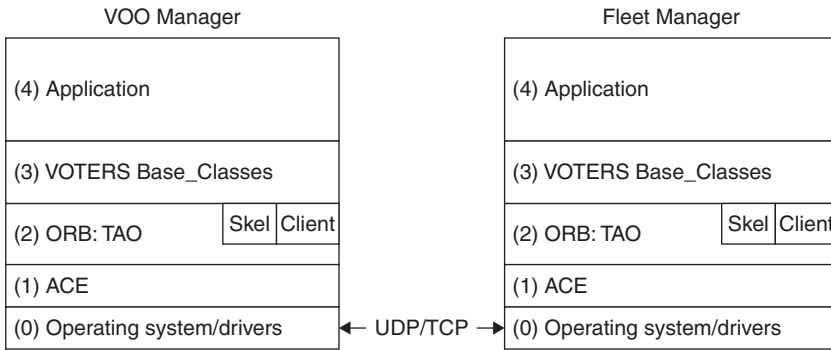 VOO Manager
(4) Application
(3) VOTERS Base_Classes
(2) ORB: TAO
Skel Client
(1) ACE
(0) Operating system/drivers
UDP/TCP
Fleet Manager
(4) Application
(3) VOTERS Base_Classes
(2) ORB: TAO
Skel Client
(1) ACE
(0) Operating system/drivers